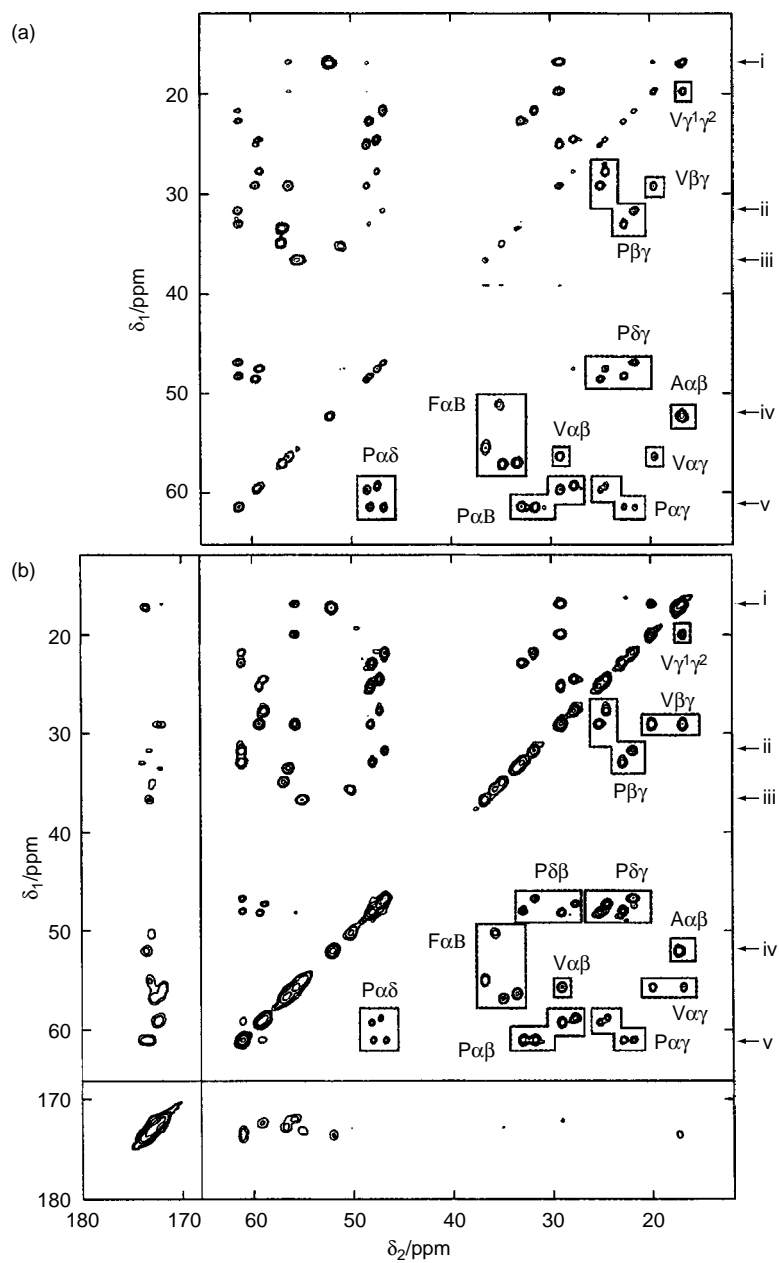 (a)
i
20
Vγ¹γ²
Vβγ
30
ii
Pβγ
iii
δ₁/ppm
40
Pδγ
50
FαB
Aαβ
iv
Vαβ
Pαδ
Vαγ
60
PαB
Pαγ
v
(b)
i
20
Vγ¹γ²
Vβγ
30
ii
Pβγ
iii
40
δ₁/ppm
Pδβ
Pδγ
50
FαB
Aαβ
iv
Vαβ
Pαδ
Vαγ
60
Pαβ
Pαγ
v
170
180
180
170
60
50
40
30
20
δ₂/ppm